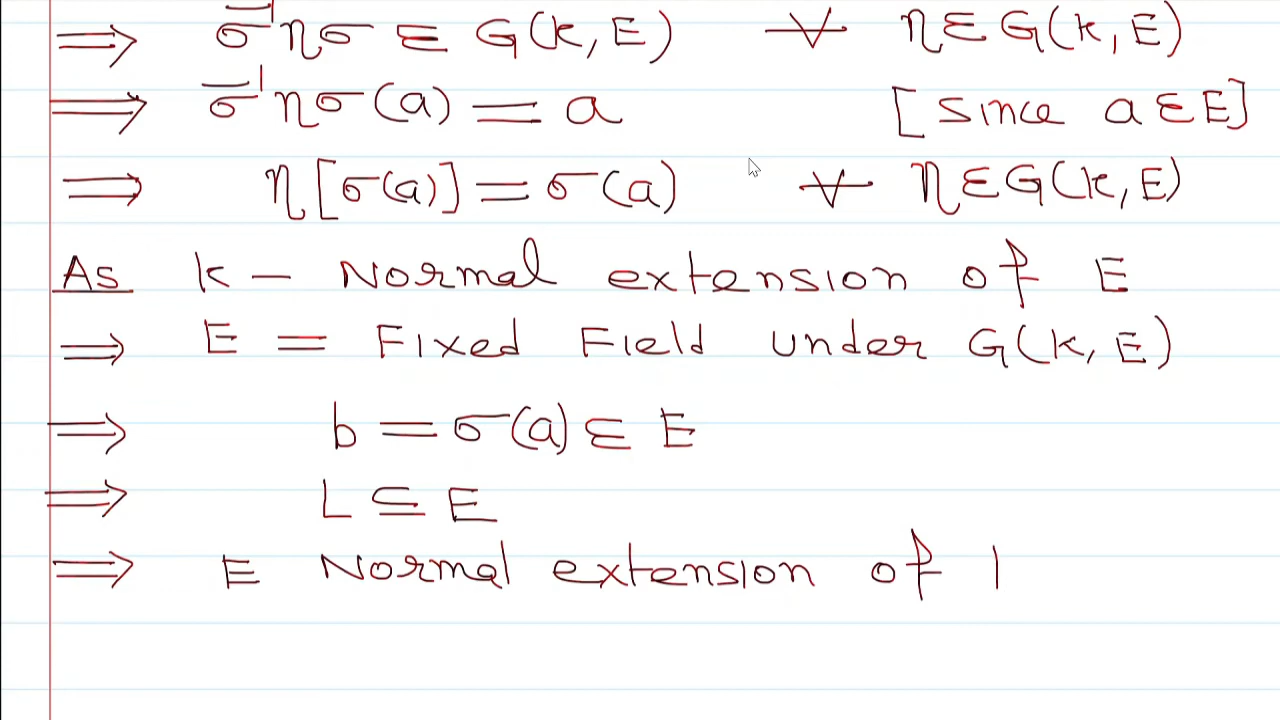 ⇒ σ⁻¹ησ ∈ G(K, E) ∀ η∈G(K, E)
⇒ σ⁻¹ησ(a) = a [since a∈E]
⇒ η[σ(a)] = σ(a) ∀ η∈G(K, E)
As K - Normal extension of E
⇒ E = Fixed Field under G(K, E)
⇒ b = σ(a) ∈ E
⇒ L ⊆ E
⇒ E Normal extension of